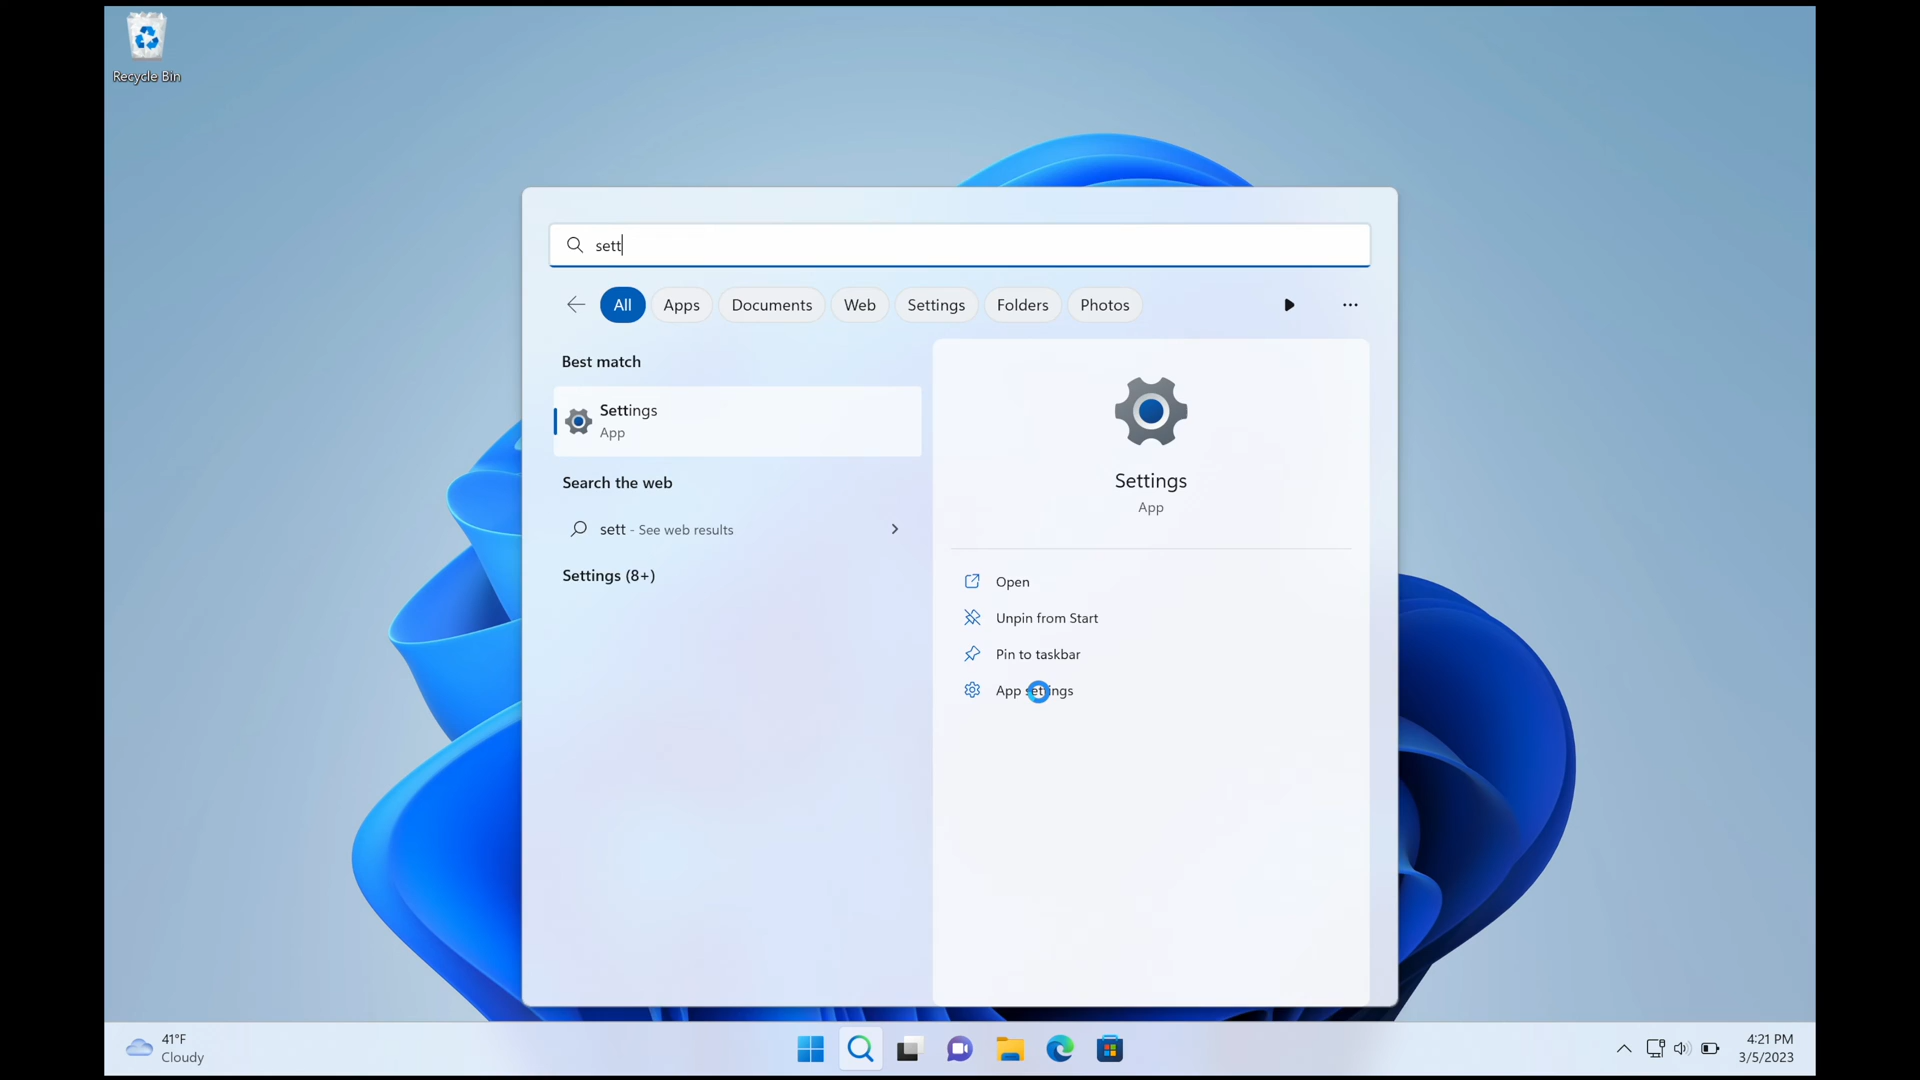 Recycle Bin
sett
All Apps Documents Web Settings Folders Photos
Best match
Settings
App
Search the web
sett - See web results
Settings (8+)
Settings
App
Open
Unpin from Start
Pin to taskbar
App settings
41°F
Cloudy
4:21 PM
3/5/2023